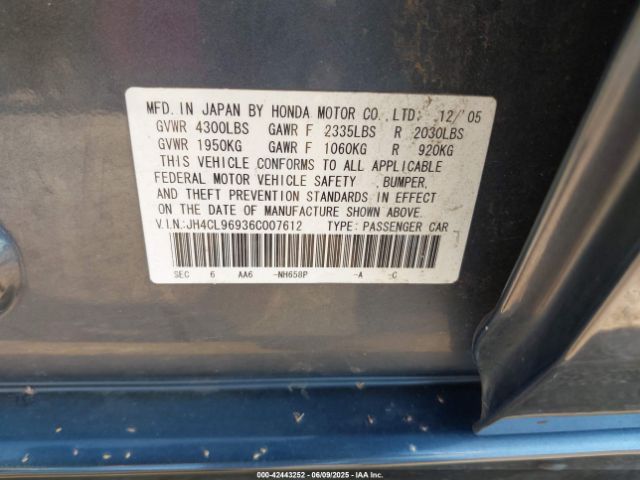 MFD. IN JAPAN BY HONDA MOTOR CO.,LTD: 12/'05
GVWR 4300LBS GAWR F 2335LBS R 2030LBS
GVWR 1950KG GAWR F 1060KG R 920KG
THIS VEHICLE CONFORMS TO ALL APPLICABLE
FEDERAL MOTOR VEHICLE SAFETY ,BUMPER,
AND THEFT PREVENTION STANDARDS IN EFFECT
ON THE DATE OF MANUFACTURE SHOWN ABOVE.
V.I.N.:JH4CL96936C007612 TYPE: PASSENGER CAR
SEC 6 AA6 -NH658P -A -C
000-42443252 - 06/09/2025 - IAA Inc.